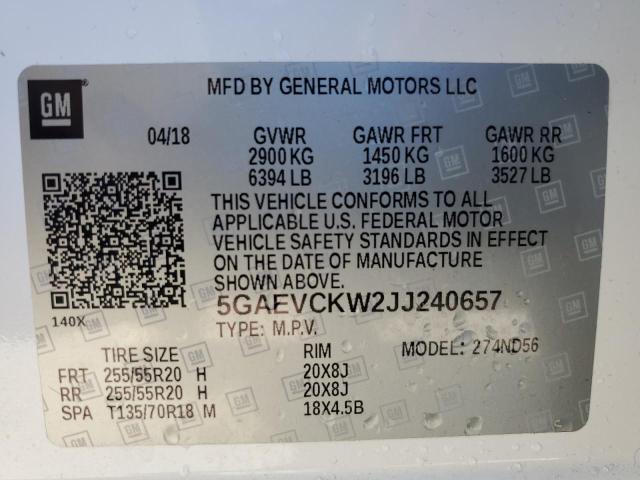 GM
MFD BY GENERAL MOTORS LLC
04/18 GVWR GAWR FRT GAWR RR
2900 KG 1450 KG 1600 KG
6394 LB 3196 LB 3527 LB
THIS VEHICLE CONFORMS TO ALL
APPLICABLE U.S. FEDERAL MOTOR
VEHICLE SAFETY STANDARDS IN EFFECT
ON THE DATE OF MANUFACTURE
SHOWN ABOVE.
5GAEVCKW2JJ240657
140X
TYPE: M.P.V.
TIRE SIZE RIM MODEL: 274ND56
FRT 255/55R20 H 20X8J
RR 255/55R20 H 20X8J
SPA T135/70R18 M 18X4.5B